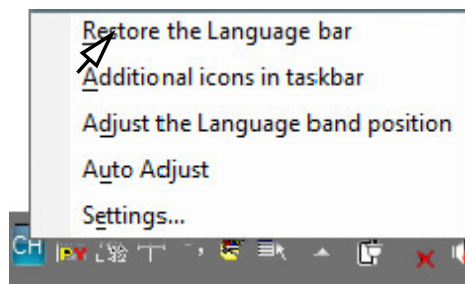 Restore the Language bar
Additional icons in taskbar
Adjust the Language band position
Auto Adjust
Settings...
CH